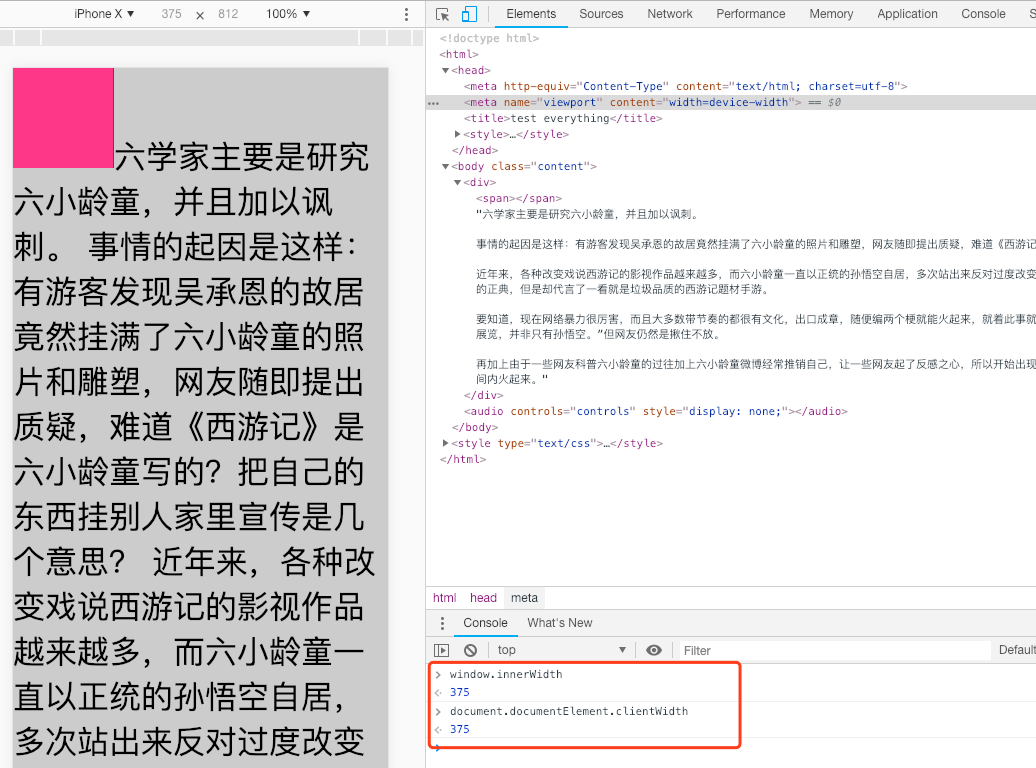 iPhone X ▼ 375 × 812 100% ▼
Elements Sources Network Performance Memory Application Console S
六学家主要是研究
六小龄童，并且加以讽
刺。 事情的起因是这样：
有游客发现吴承恩的故居
竟然挂满了六小龄童的照
片和雕塑，网友随即提出
质疑，难道《西游记》是
六小龄童写的？把自己的
东西挂别人家里宣传是几
个意思？ 近年来，各种改
变戏说西游记的影视作品
越来越多，而六小龄童一
直以正统的孙悟空自居，
多次站出来反对过度改变
<!doctype html>
<html>
▼<head>
<meta http-equiv="Content-Type" content="text/html; charset=utf-8">
••• <meta name="viewport" content="width=device-width"> == $0
<title>test everything</title>
▶<style>…</style>
</head>
▼<body class="content">
▼<div>
<span></span>
"六学家主要是研究六小龄童，并且加以讽刺。
事情的起因是这样：有游客发现吴承恩的故居竟然挂满了六小龄童的照片和雕塑，网友随即提出质疑，难道《西游记
近年来，各种改变戏说西游记的影视作品越来越多，而六小龄童一直以正统的孙悟空自居，多次站出来反对过度改变
的正典，但是却代言了一看就是垃圾品质的西游记题材手游。
要知道，现在网络暴力很厉害，而且大多数带节奏的都很有文化，出口成章，随便编两个梗就能火起来，就着此事就
展览，并非只有孙悟空。”但网友仍然是揪住不放。
再加上由于一些网友科普六小龄童的过往加上六小龄童微博经常推销自己，让一些网友起了反感之心，所以开始出现
间内火起来。"
</div>
<audio controls="controls" style="display: none;"></audio>
</body>
▶<style type="text/css">…</style>
</html>
html head meta
Console What's New
top ▼ Filter Default
> window.innerWidth
375
> document.documentElement.clientWidth
375
>